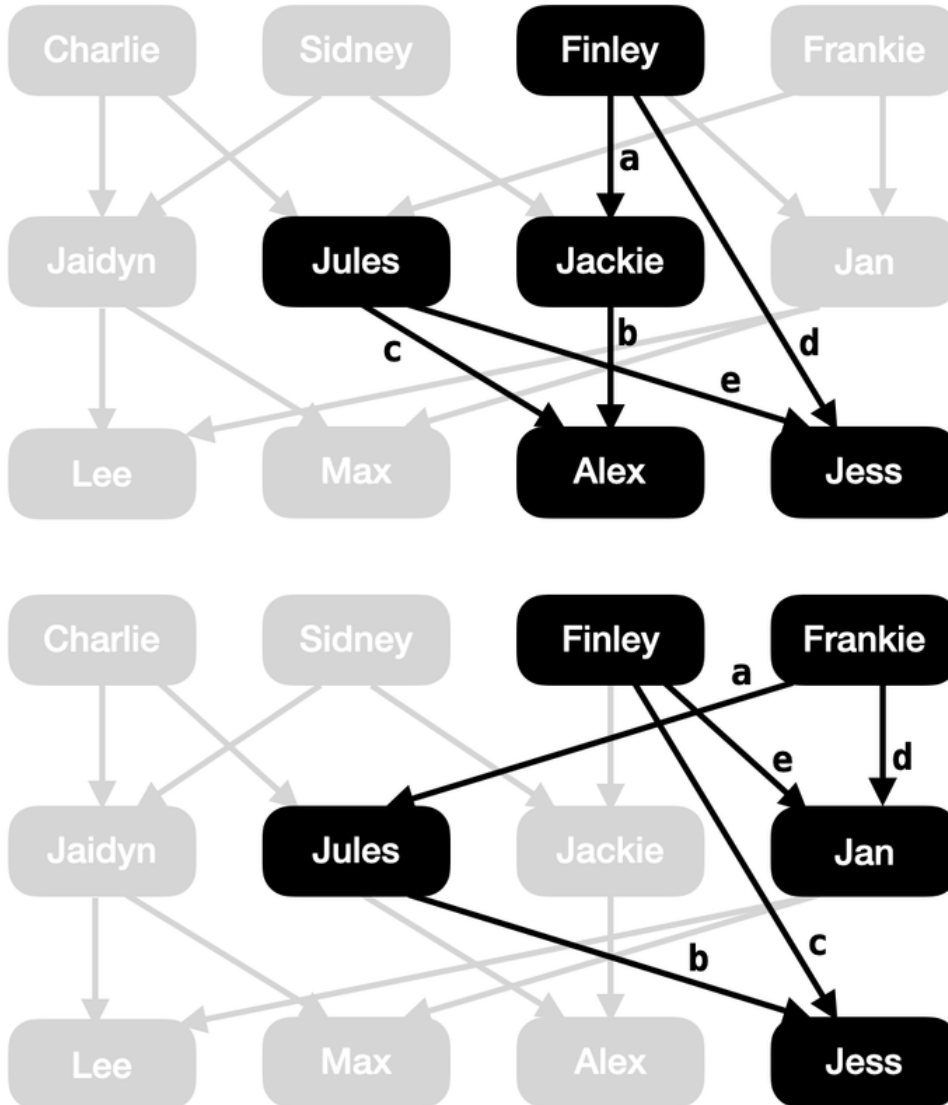 Charlie Sidney Finley Frankie
a
Jaidyn Jules Jackie Jan
c b d
e
Lee Max Alex Jess
Charlie Sidney Finley Frankie
a
e d
Jaidyn Jules Jackie Jan
b c
Lee Max Alex Jess